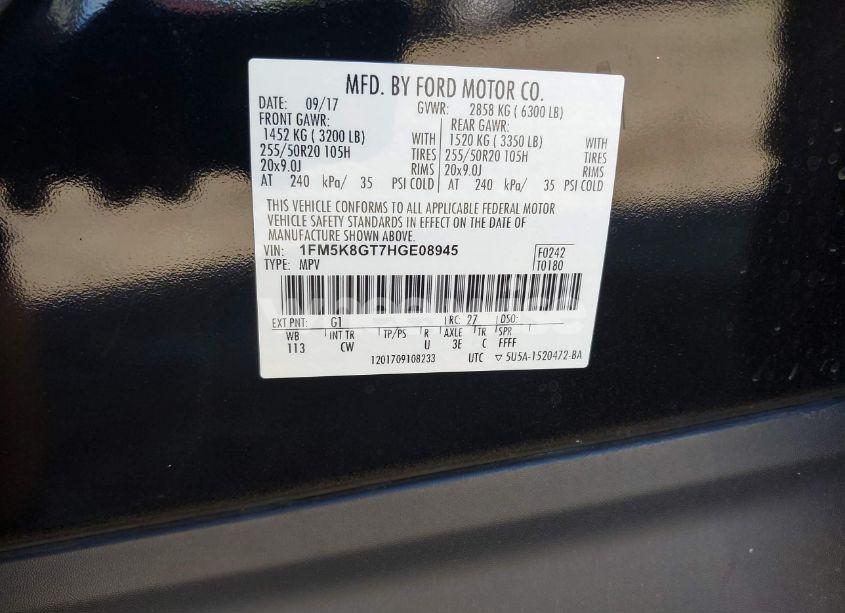 MFD. BY FORD MOTOR CO.
DATE: 09/17 GVWR: 2858 KG ( 6300 LB)
FRONT GAWR: REAR GAWR:
1452 KG ( 3200 LB) WITH 1520 KG ( 3350 LB) WITH
255/50R20 105H TIRES 255/50R20 105H TIRES
20x9.0J RIMS 20x9.0J RIMS
AT 240 kPa/ 35 PSI COLD AT 240 kPa/ 35 PSI COLD
THIS VEHICLE CONFORMS TO ALL APPLICABLE FEDERAL MOTOR
VEHICLE SAFETY STANDARDS IN EFFECT ON THE DATE OF
MANUFACTURE SHOWN ABOVE.
VIN: 1FM5K8GT7HGE08945 F0242
TYPE: MPV T0180
EXT PNT: G1 RC: 27 DSO:
WB INT TR TP/PS R AXLE TR SPR
113 CW U 3E C FFFF
1201709108233 UTC ▽ 5U5A-1520472-BA